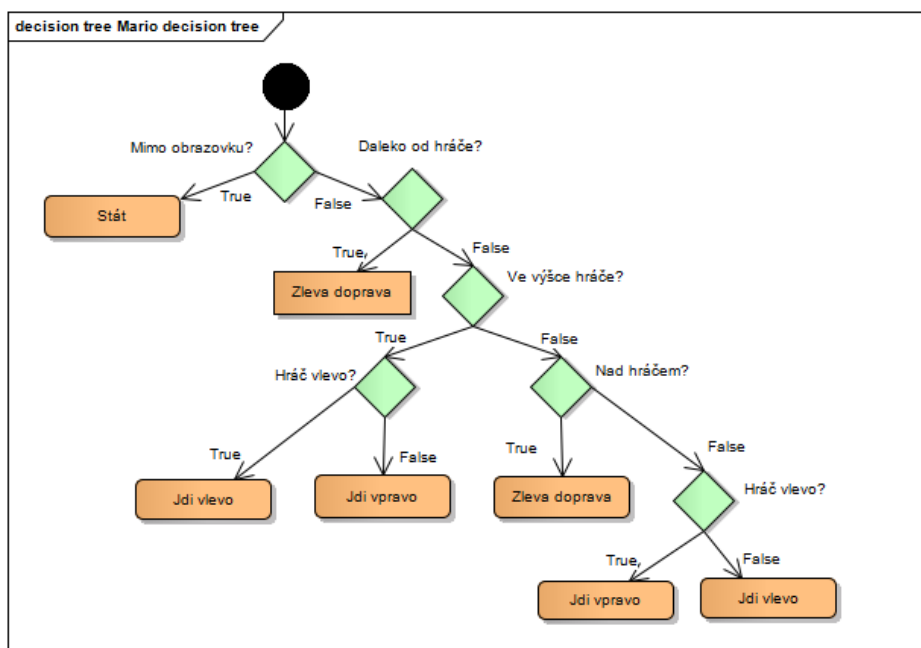 decision tree Mario decision tree
Mimo obrazovku?
Daleko od hráče?
True
False
Stát
True,
False
Zleva doprava
Ve výšce hráče?
True
False
Hráč vlevo?
Nad hráčem?
True
False
True
False
Jdi vlevo
Jdi vpravo
Zleva doprava
Hráč vlevo?
True,
False
Jdi vpravo
Jdi vlevo